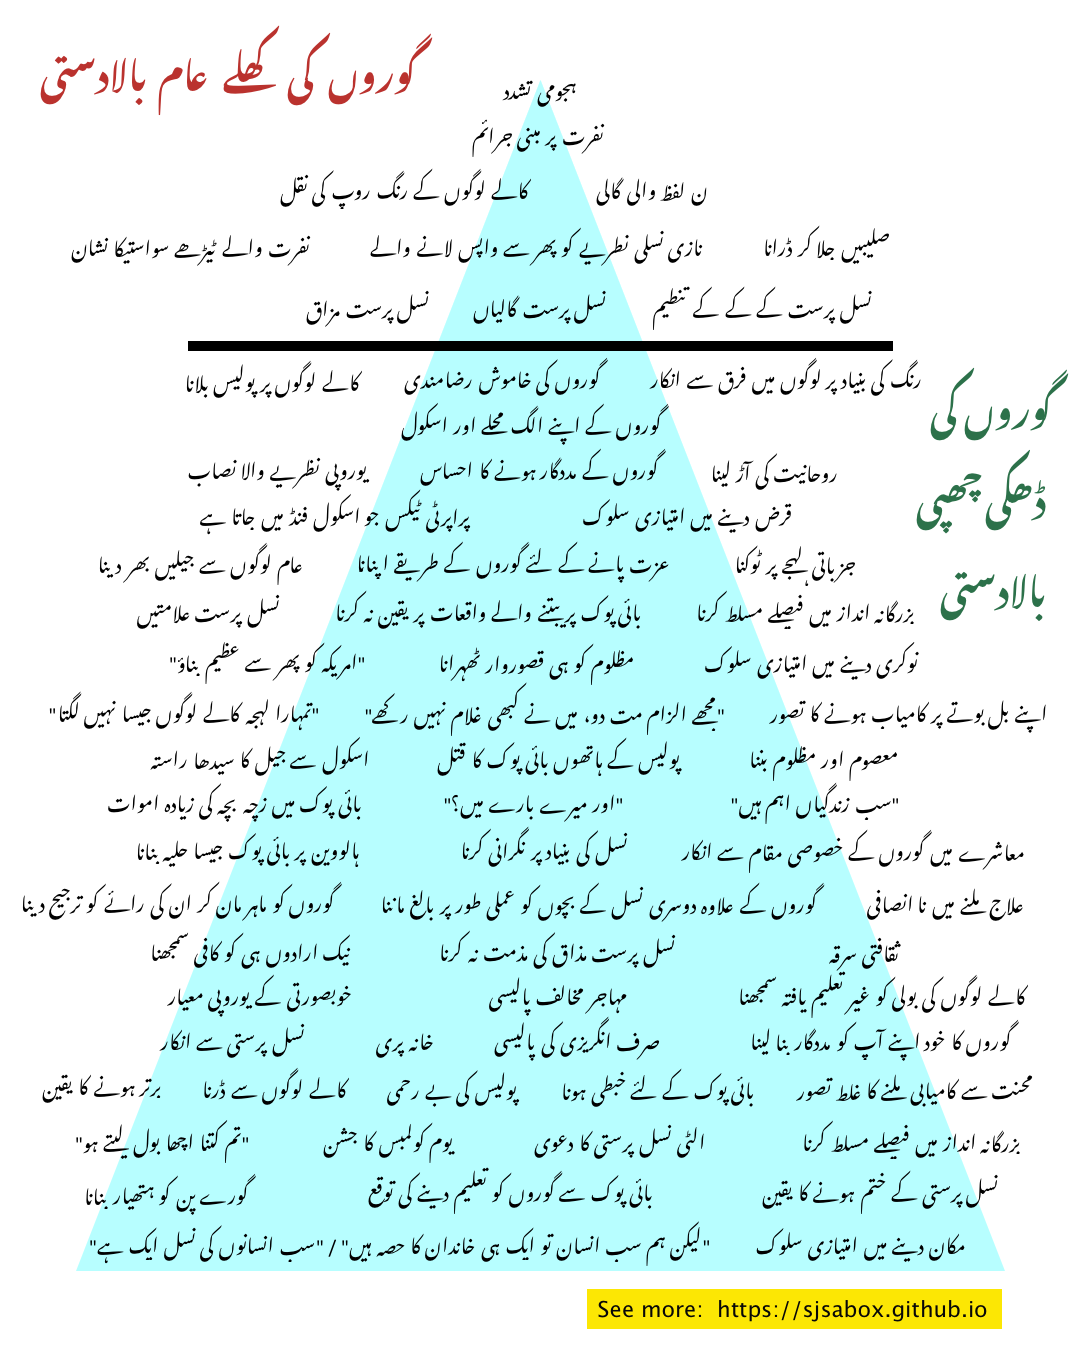 گوروں کی کھلے عام بالادستی
ہجومی تشدد
نفرت پر مبنی جرائم
ن لفظ والی گالی کالے لوگوں کے رنگ روپ کی نقل
صلیبیں جلا کر ڈرانا نازی نسلی نطریے کو پھر سے واپس لانے والے نفرت والے ٹیڑھے سواستیکا نشان
نسل پرست کے کے کے تنظیم نسل پرست گالیاں نسل پرست مزاق
گوروں کی
ڈھکی چھپی
بالادستی
رنگ کی بنیاد پر لوگوں میں فرق سے انکار گوروں کی خاموش رضامندی کالے لوگوں پر پولیس بلانا
گوروں کے اپنے الگ محلے اور اسکول
روحانیت کی آڑ لینا گوروں کے مددگار ہونے کا احساس یوروپی نظریے والا نصاب
قرض دینے میں امتیازی سلوک پراپرٹی ٹیکس جو اسکول فنڈ میں جاتا ہے
جزباتی لہجے پر ٹوکنا عزت پانے کے لئے گوروں کے طریقے اپنانا عام لوگوں سے جیلیں بھر دینا
بزرگانہ انداز میں فیصلے مسلط کرنا بائی پوک پر بیتنے والے واقعات پر یقین نہ کرنا نسل پرست علامتیں
نوکری دینے میں امتیازی سلوک مظلوم کو ہی قصوروار ٹھہرانا "امریکہ کو پھر سے عظیم بناؤ"
اپنے بل بوتے پر کامیاب ہونے کا تصور "مجھے الزام مت دو، میں نے کبھی غلام نہیں رکھے" "تمہارا لہجہ کالے لوگوں جیسا نہیں لگتا"
معصوم اور مظلوم بننا پولیس کے ہاتھوں بائی پوک کا قتل اسکول سے جیل کا سیدھا راستہ
"سب زندگیاں اہم ہیں" "اور میرے بارے میں؟" بائی پوک میں زچہ بچہ کی زیادہ اموات
معاشرے میں گوروں کے خصوصی مقام سے انکار نسل کی بنیاد پر نگرانی کرنا ہالووین پر بائی پوک جیسا حلیہ بنانا
علاج ملنے میں نا انصافی گوروں کے علاوہ دوسری نسل کے بچوں کو عملی طور پر بالغ ماننا گوروں کو ماہر مان کر ان کی رائے کو ترجیح دینا
ثقافتی سرقہ نسل پرست مذاق کی مذمت نہ کرنا نیک ارادوں ہی کو کافی سمجھنا
کالے لوگوں کی بولی کو غیر تعلیم یافتہ سمجھنا مہاجر مخالف پالیسی خوبصورتی کے یوروپی معیار
گوروں کا خود اپنے آپ کو مددگار بنا لینا صرف انگریزی کی پالیسی خانہ پری نسل پرستی سے انکار
محنت سے کامیابی ملنے کا غلط تصور بائی پوک کے لئے خبطی ہونا پولیس کی بے رحمی کالے لوگوں سے ڈرنا برتر ہونے کا یقین
بزرگانہ انداز میں فیصلے مسلط کرنا الٹی نسل پرستی کا دعوی یوم کولمبس کا جشن "تم کتنا اچھا بول لیتے ہو"
نسل پرستی کے ختم ہونے کا یقین بائی پوک سے گوروں کو تعلیم دینے کی توقع گورے پن کو ہتھیار بنانا
مکان دینے میں امتیازی سلوک "لیکن ہم سب انسان تو ایک ہی خاندان کا حصہ ہیں" / "سب انسانوں کی نسل ایک ہے"
See more: https://sjsabox.github.io